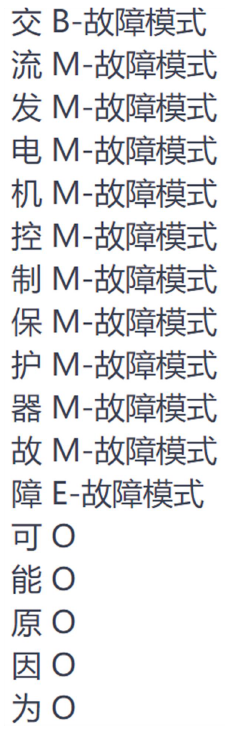 交 B-故障模式
流 M-故障模式
发 M-故障模式
电 M-故障模式
机 M-故障模式
控 M-故障模式
制 M-故障模式
保 M-故障模式
护 M-故障模式
器 M-故障模式
故 M-故障模式
障 E-故障模式
可 O
能 O
原 O
因 O
为 O